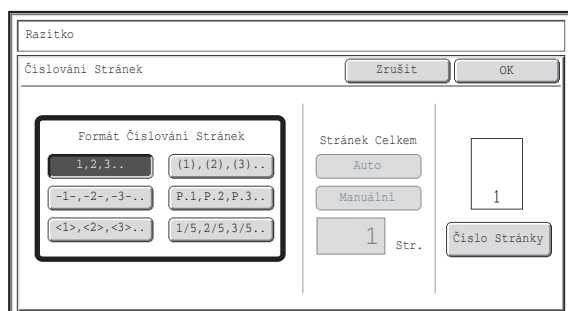 Razítko
Číslování Stránek
Zrušit
OK
Formát Číslování Stránek
1,2,3..
(1),(2),(3)..
-1-,-2-,-3-..
P.1,P.2,P.3..
<1>,<2>,<3>..
1/5,2/5,3/5..
Stránek Celkem
Auto
Manuální
1 Str.
1
Číslo Stránky